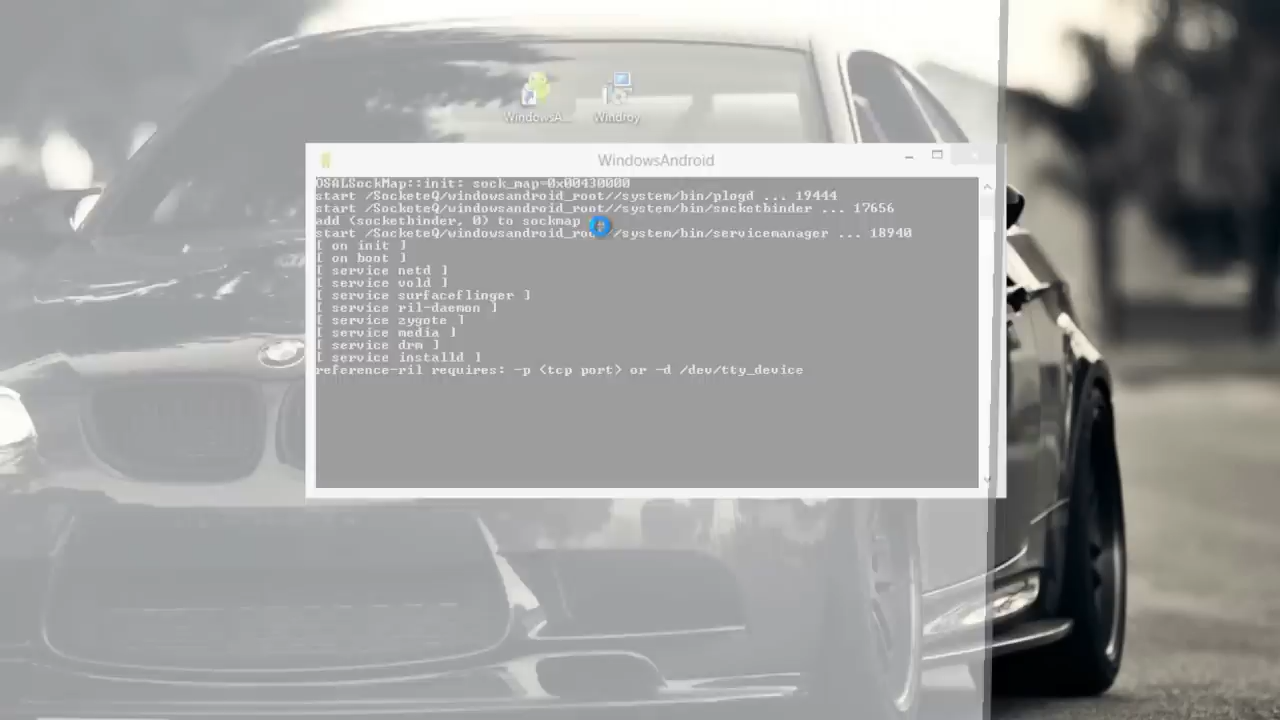 WindowsA...
Windroy
WindowsAndroid
OSALSockMap::init: sock_map=0x00430000
start /SocketeQ/windowsandroid_root//system/bin/plogd ... 19444
start /SocketeQ/windowsandroid_root//system/bin/socketbinder ... 17656
add (socketbinder, 0) to sockmap
start /SocketeQ/windowsandroid_root//system/bin/servicemanager ... 18940
[ on init ]
[ on boot ]
[ service netd ]
[ service vold ]
[ service surfaceflinger ]
[ service ril-daemon ]
[ service zygote ]
[ service media ]
[ service drm ]
[ service installd ]
reference-ril requires: -p <tcp port> or -d /dev/tty_device